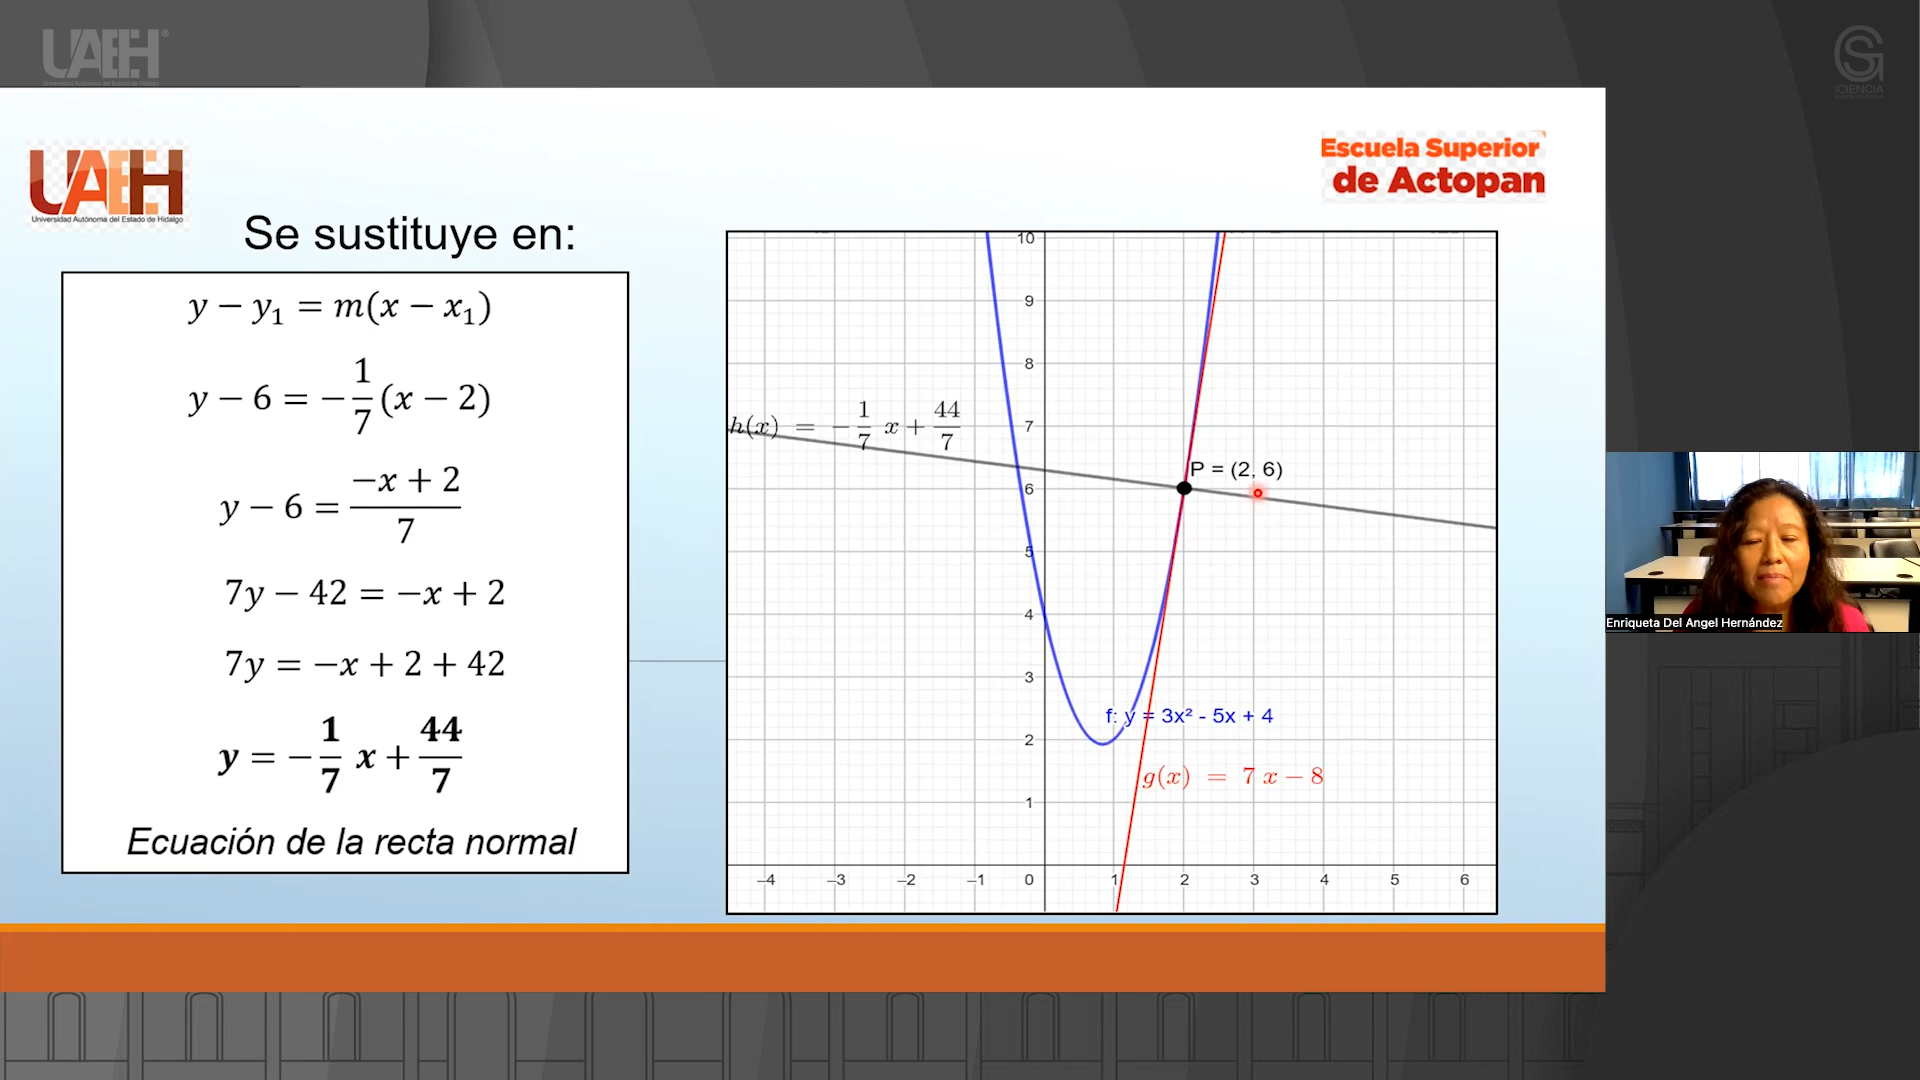 UAEH
CIENCIA
UAEH
Universidad Autónoma del Estado de Hidalgo
Escuela Superior
de Actopan
Se sustituye en:
y − y₁ = m(x − x₁)
y − 6 = −1/7 (x − 2)
y − 6 = (−x + 2)/7
7y − 42 = −x + 2
7y = −x + 2 + 42
y = −1/7 x + 44/7
Ecuación de la recta normal
10
9
8
h(x) = −1/7 x + 44/7
7
P = (2, 6)
6
5
4
3
f: y = 3x² - 5x + 4
2
g(x) = 7 x − 8
1
−4 −3 −2 −1 0 1 2 3 4 5 6
Enriqueta Del Angel Hernández